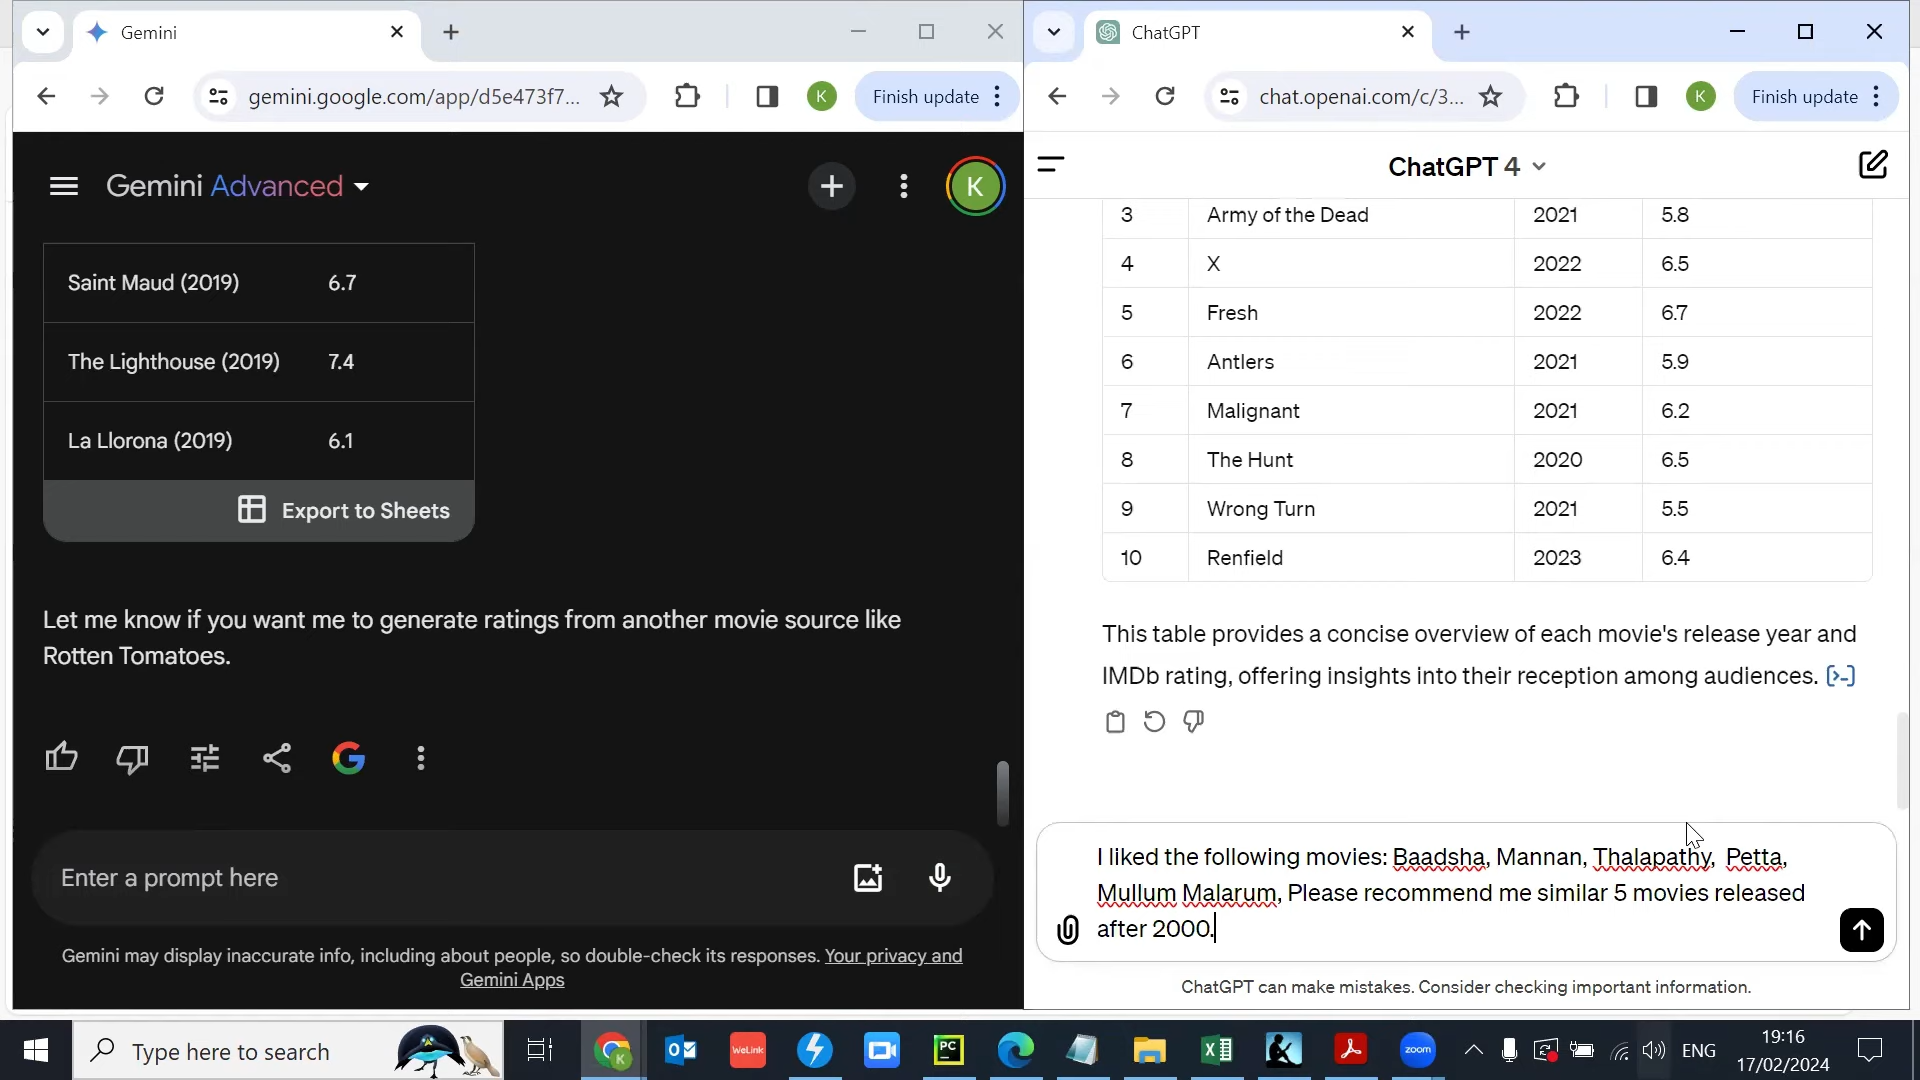 Gemini
gemini.google.com/app/d5e473f7...
K
Finish update
Gemini Advanced
K
Saint Maud (2019) 6.7
The Lighthouse (2019) 7.4
La Llorona (2019) 6.1
Export to Sheets
Let me know if you want me to generate ratings from another movie source like
Rotten Tomatoes.
Enter a prompt here
Gemini may display inaccurate info, including about people, so double-check its responses. Your privacy and
Gemini Apps
ChatGPT
chat.openai.com/c/3...
K
Finish update
ChatGPT 4
3 Army of the Dead 2021 5.8
4 X 2022 6.5
5 Fresh 2022 6.7
6 Antlers 2021 5.9
7 Malignant 2021 6.2
8 The Hunt 2020 6.5
9 Wrong Turn 2021 5.5
10 Renfield 2023 6.4
This table provides a concise overview of each movie's release year and
IMDb rating, offering insights into their reception among audiences. [>-]
I liked the following movies: Baadsha, Mannan, Thalapathy, Petta,
Mullum Malarum, Please recommend me similar 5 movies released
after 2000.
ChatGPT can make mistakes. Consider checking important information.
Type here to search
K
WeLink
PC
zoom
ENG
19:16
17/02/2024